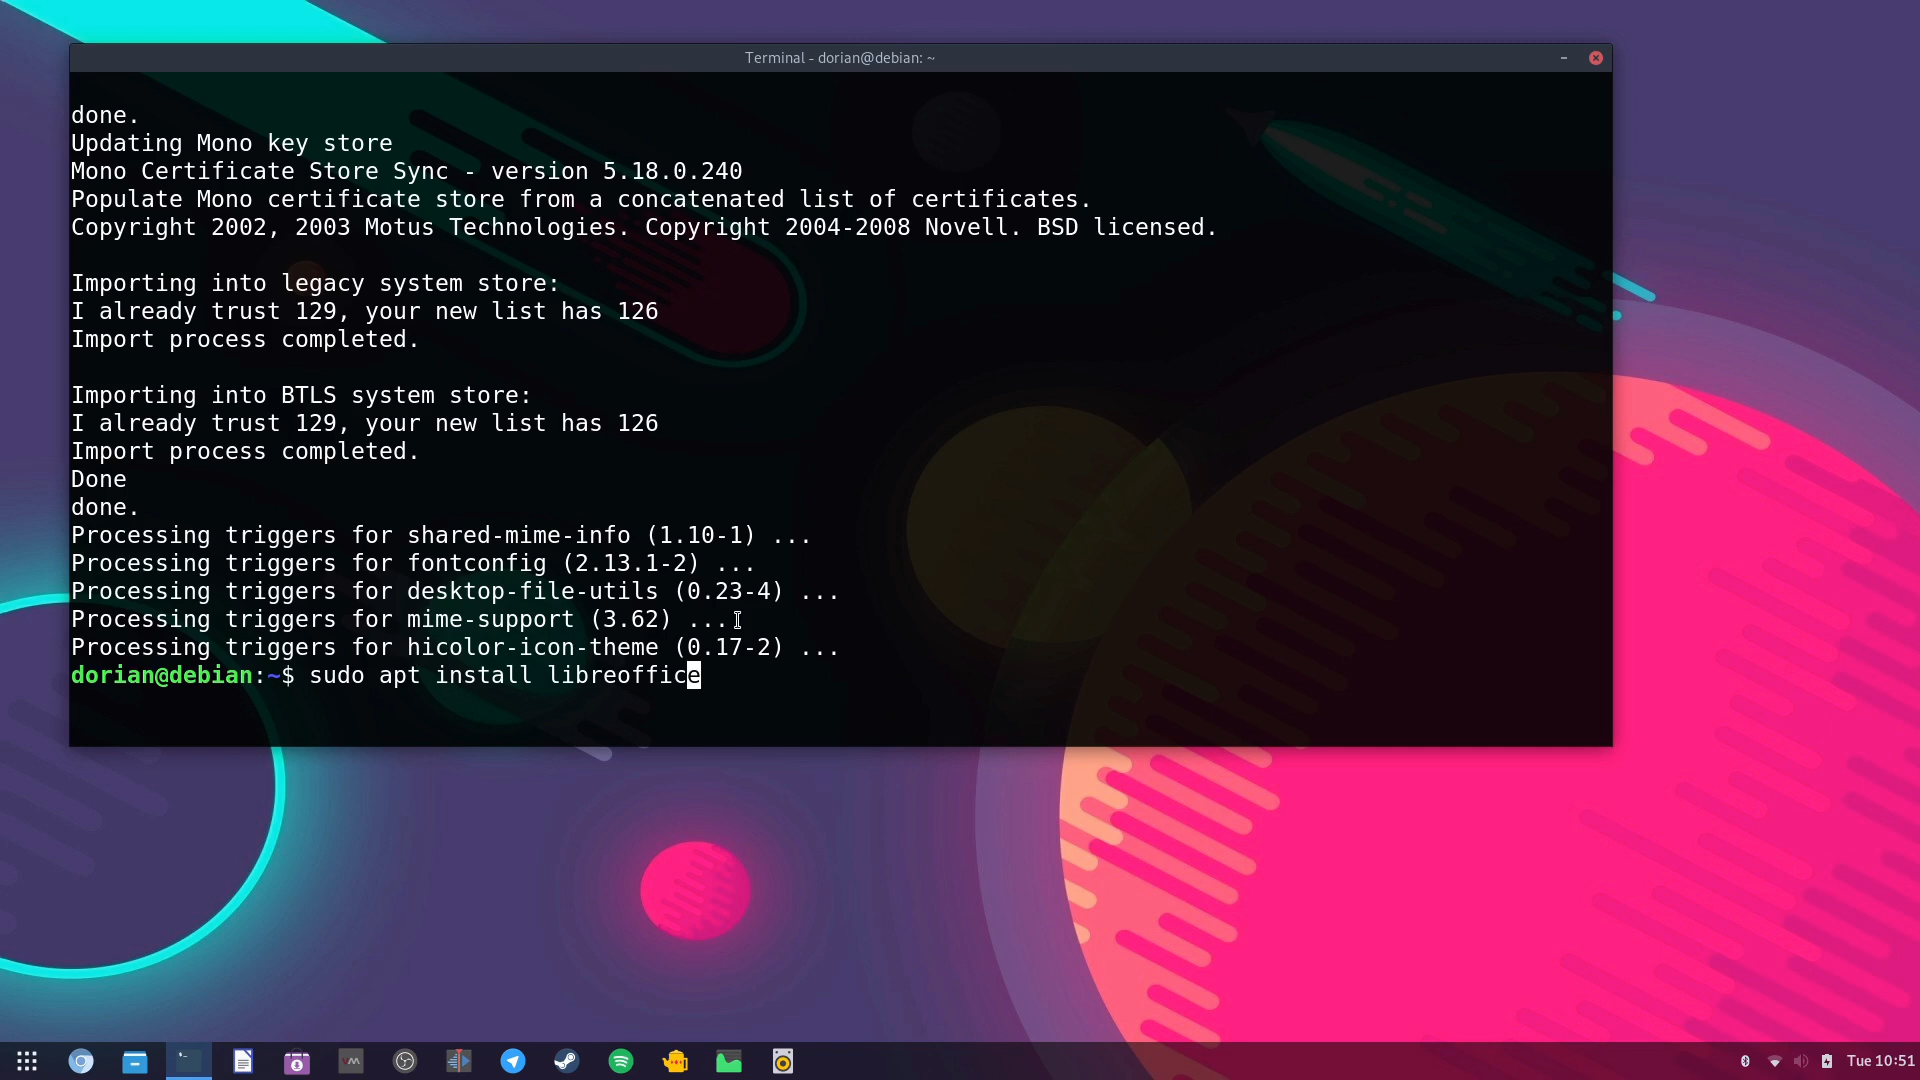 Terminal - dorian@debian: ~
done.
Updating Mono key store
Mono Certificate Store Sync - version 5.18.0.240
Populate Mono certificate store from a concatenated list of certificates.
Copyright 2002, 2003 Motus Technologies. Copyright 2004-2008 Novell. BSD licensed.
Importing into legacy system store:
I already trust 129, your new list has 126
Import process completed.
Importing into BTLS system store:
I already trust 129, your new list has 126
Import process completed.
Done
done.
Processing triggers for shared-mime-info (1.10-1) ...
Processing triggers for fontconfig (2.13.1-2) ...
Processing triggers for desktop-file-utils (0.23-4) ...
Processing triggers for mime-support (3.62) ...
Processing triggers for hicolor-icon-theme (0.17-2) ...
dorian@debian:~$ sudo apt install libreoffice
Tue 10:51